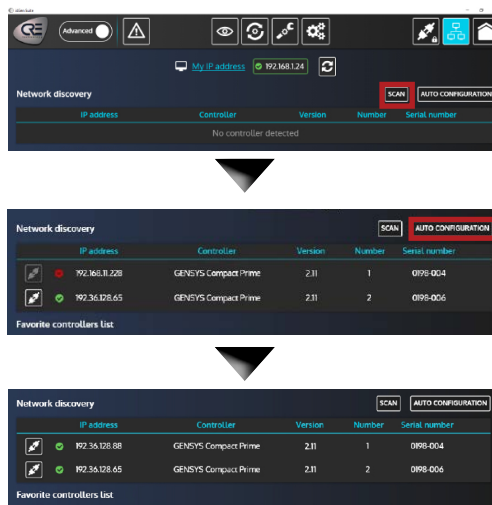 CRE Advanced
My IP address 192.168.1.24
Network discovery SCAN AUTO CONFIGURATION
IP address Controller Version Number Serial number
No controller detected
Network discovery SCAN AUTO CONFIGURATION
IP address Controller Version Number Serial number
192.168.11.228 GENSYS Compact Prime 2.11 1 0198-004
192.36.128.65 GENSYS Compact Prime 2.11 2 0198-006
Favorite controllers list
Network discovery SCAN AUTO CONFIGURATION
IP address Controller Version Number Serial number
192.36.128.88 GENSYS Compact Prime 2.11 1 0198-004
192.36.128.65 GENSYS Compact Prime 2.11 2 0198-006
Favorite controllers list